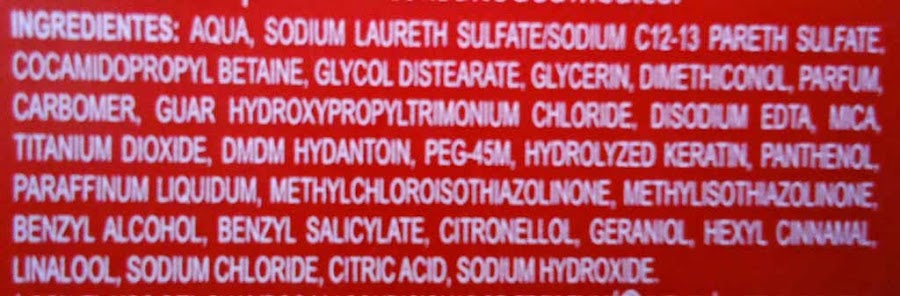 INGREDIENTES: AQUA, SODIUM LAURETH SULFATE/SODIUM C12-13 PARETH SULFATE,
COCAMIDOPROPYL BETAINE, GLYCOL DISTEARATE, GLYCERIN, DIMETHICONOL, PARFUM,
CARBOMER, GUAR HYDROXYPROPYLTRIMONIUM CHLORIDE, DISODIUM EDTA, MICA,
TITANIUM DIOXIDE, DMDM HYDANTOIN, PEG-45M, HYDROLYZED KERATIN, PANTHENOL,
PARAFFINUM LIQUIDUM, METHYLCHLOROISOTHIAZOLINONE, METHYLISOTHIAZOLINONE,
BENZYL ALCOHOL, BENZYL SALICYLATE, CITRONELLOL, GERANIOL, HEXYL CINNAMAL,
LINALOOL, SODIUM CHLORIDE, CITRIC ACID, SODIUM HYDROXIDE.